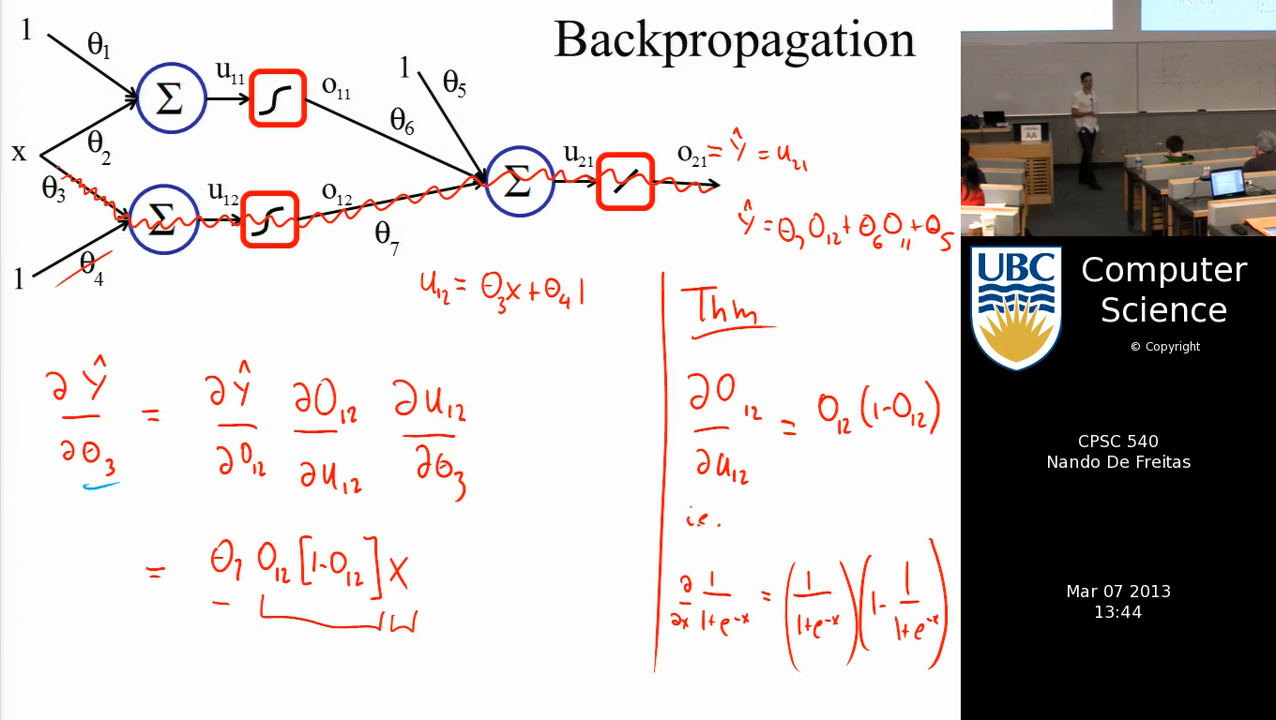 Backpropagation
1
θ1
u11
o11
1
θ5
θ6
x
θ2
θ3
u12
o12
θ7
u21
o21 = Ŷ = u21
1
θ4
Ŷ = θ7 O12 + θ6 O11 + θ5
Σ
Σ
Σ
u12 = θ3 x + θ4 1
Thm
∂Ŷ/∂θ3 = ∂Ŷ/∂O12 ∂O12/∂u12 ∂u12/∂θ3
∂O12/∂u12 = O12 (1-O12)
i.e.
= θ7 O12 [1-O12] x
∂/∂x 1/(1+e^-x) = (1/(1+e^-x)) (1 - 1/(1+e^-x))
UBC
Computer
Science
© Copyright
CPSC 540
Nando De Freitas
Mar 07 2013
13:44